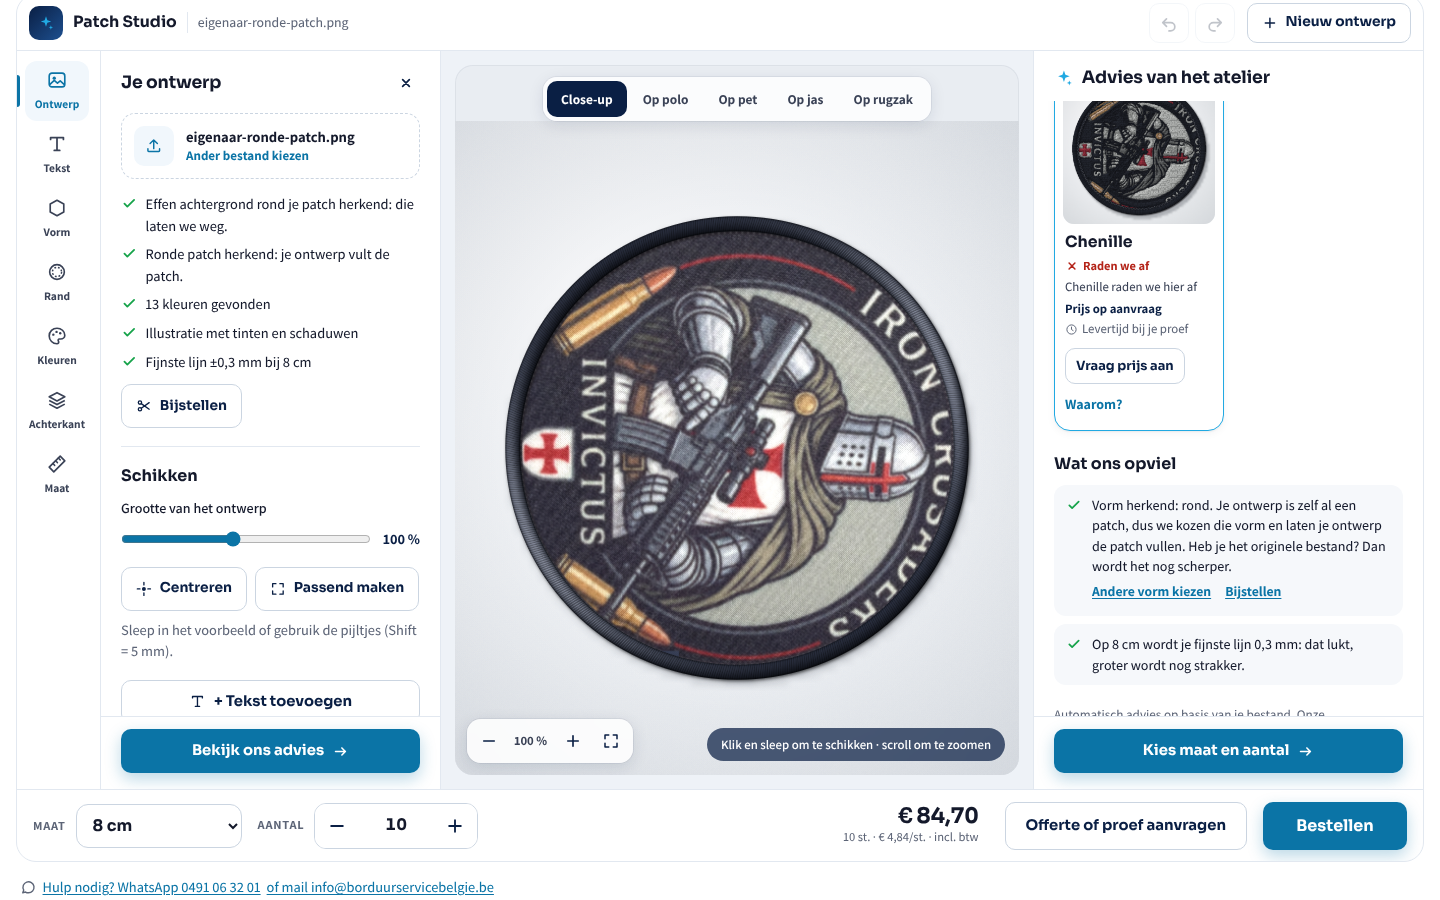 Patch Studio
eigenaar-ronde-patch.png
Nieuw ontwerp
Ontwerp
Tekst
Vorm
Rand
Kleuren
Achterkant
Maat
Je ontwerp
eigenaar-ronde-patch.png
Ander bestand kiezen
Effen achtergrond rond je patch herkend: die
laten we weg.
Ronde patch herkend: je ontwerp vult de
patch.
13 kleuren gevonden
Illustratie met tinten en schaduwen
Fijnste lijn ±0,3 mm bij 8 cm
Bijstellen
Schikken
Grootte van het ontwerp
100 %
Centreren
Passend maken
Sleep in het voorbeeld of gebruik de pijltjes (Shift
= 5 mm).
+ Tekst toevoegen
Bekijk ons advies →
Close-up
Op polo
Op pet
Op jas
Op rugzak
IRON CRUSADERS
INVICTUS
100 %
Klik en sleep om te schikken · scroll om te zoomen
Advies van het atelier
IRON CRUSADERS
INVICTUS
Chenille
Raden we af
Chenille raden we hier af
Prijs op aanvraag
Levertijd bij je proef
Vraag prijs aan
Waarom?
Wat ons opviel
Vorm herkend: rond. Je ontwerp is zelf al een
patch, dus we kozen die vorm en laten je ontwerp
de patch vullen. Heb je het originele bestand? Dan
wordt het nog scherper.
Andere vorm kiezen
Bijstellen
Op 8 cm wordt je fijnste lijn 0,3 mm: dat lukt,
groter wordt nog strakker.
Automatisch advies op basis van je bestand. Onze
Kies maat en aantal →
MAAT
8 cm
AANTAL
10
€ 84,70
10 st. · € 4,84/st. · incl. btw
Offerte of proef aanvragen
Bestellen
Hulp nodig? WhatsApp 0491 06 32 01 of mail info@borduurservicebelgie.be